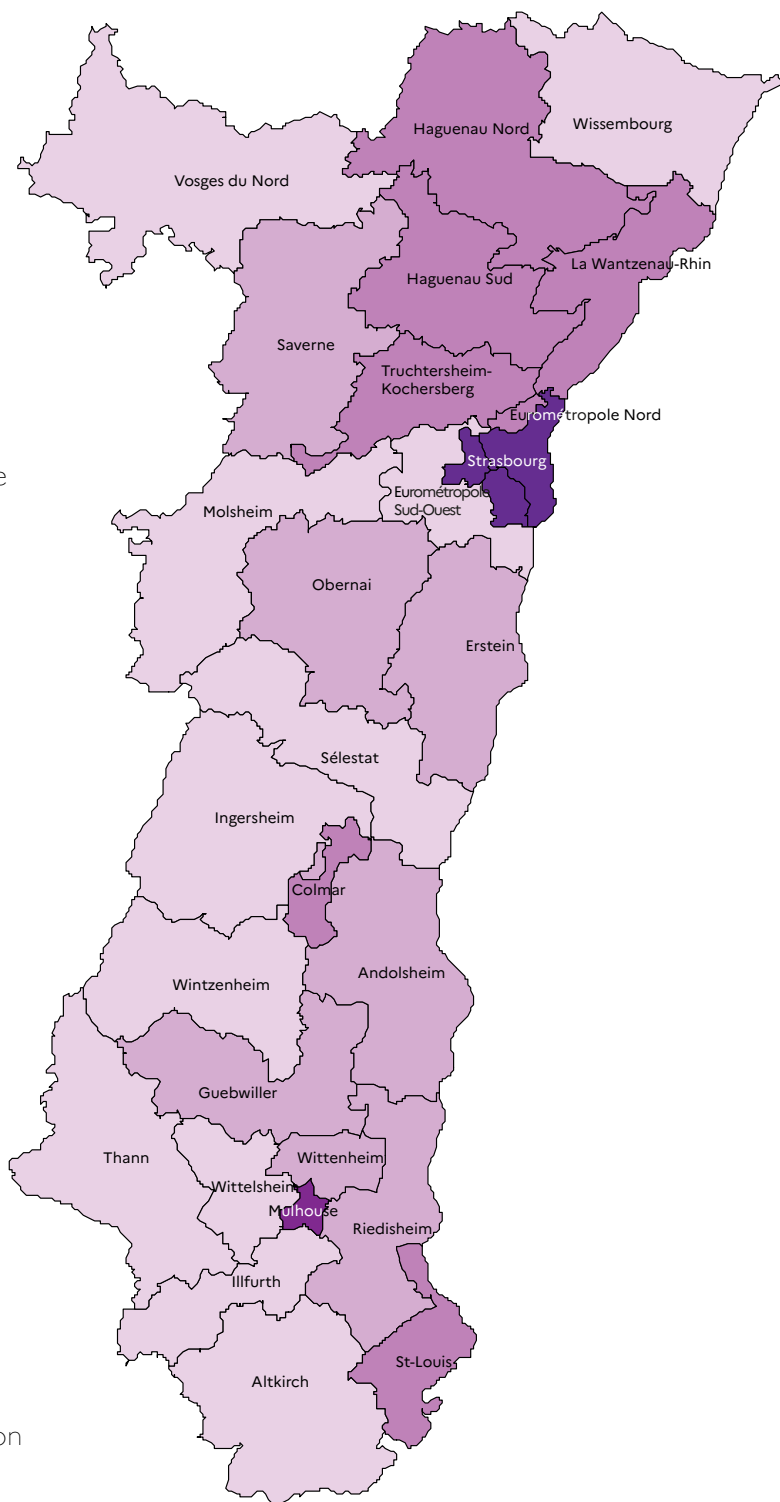 Haguenau Nord
Wissembourg
Vosges du Nord
La Wantzenau-Rhin
Haguenau Sud
Saverne
Truchtersheim-
Kochersberg
Eurométropole Nord
Strasbourg
e
Eurométropole
Sud-Ouest
Molsheim
Obernai
Erstein
Sélestat
Ingersheim
Colmar
Andolsheim
Wintzenheim
Guebwiller
Thann
Wittenheim
Wittelsheim
Mulhouse
Riedisheim
Illfurth
St-Louis
Altkirch
on